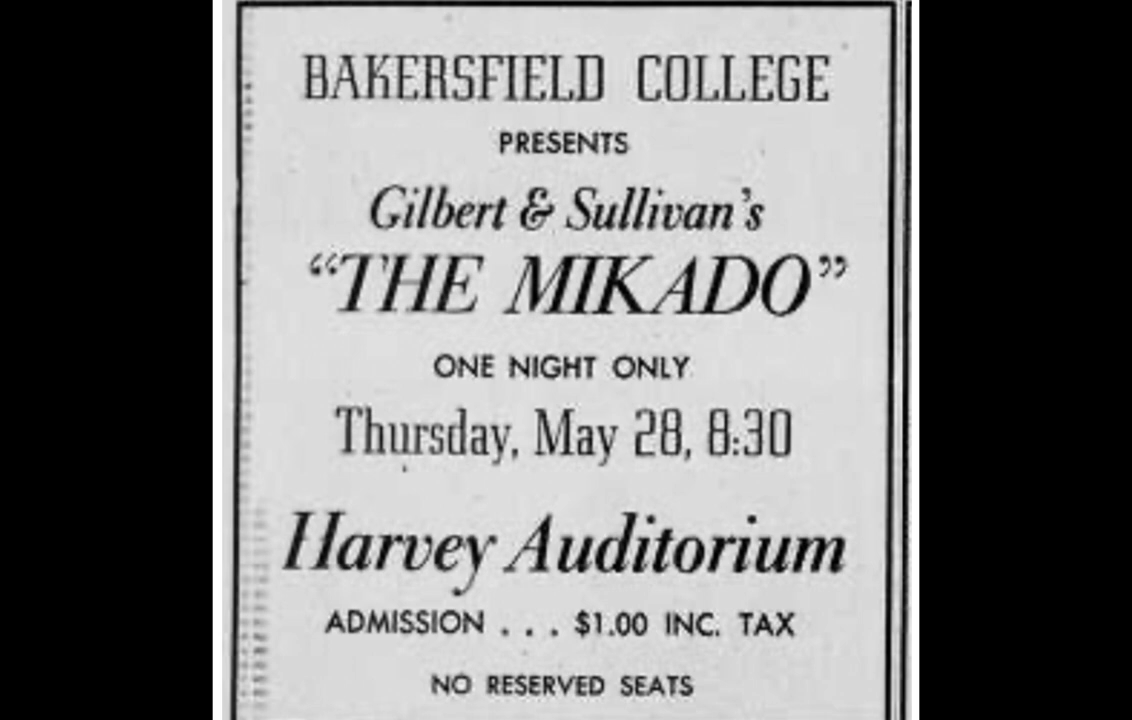 BAKERSFIELD COLLEGE
PRESENTS
Gilbert & Sullivan's
"THE MIKADO"
ONE NIGHT ONLY
Thursday, May 28, 8:30
Harvey Auditorium
ADMISSION . . . $1.00 INC. TAX
NO RESERVED SEATS